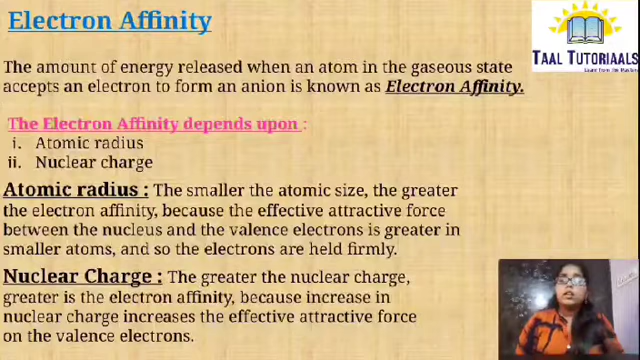 Electron Affinity
TAAL TUTORIAALS
Learn from the Masters
The amount of energy released when an atom in the gaseous state
accepts an electron to form an anion is known as Electron Affinity.
The Electron Affinity depends upon :
i. Atomic radius
ii. Nuclear charge
Atomic radius : The smaller the atomic size, the greater
the electron affinity, because the effective attractive force
between the nucleus and the valence electrons is greater in
smaller atoms, and so the electrons are held firmly.
Nuclear Charge : The greater the nuclear charge,
greater is the electron affinity, because increase in
nuclear charge increases the effective attractive force
on the valence electrons.